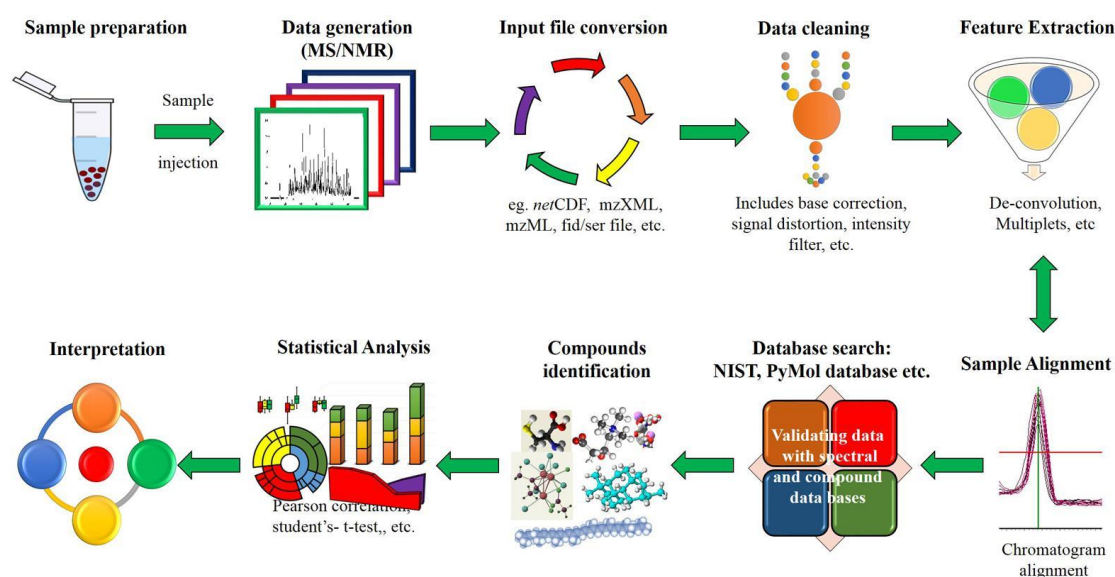 Sample preparation
Sample
injection
Data generation
(MS/NMR)
Input file conversion
eg. netCDF, mzXML,
mzML, fid/ser file, etc.
Data cleaning
Includes base correction,
signal distortion, intensity
filter, etc.
Feature Extraction
De-convolution,
Multiplets, etc
Interpretation
Statistical Analysis
Pearson correlation,
student's- t-test,, etc.
Compounds
identification
Database search:
NIST, PyMol database etc.
Validating data
with spectral
and compound
data bases
Sample Alignment
Chromatogram
alignment